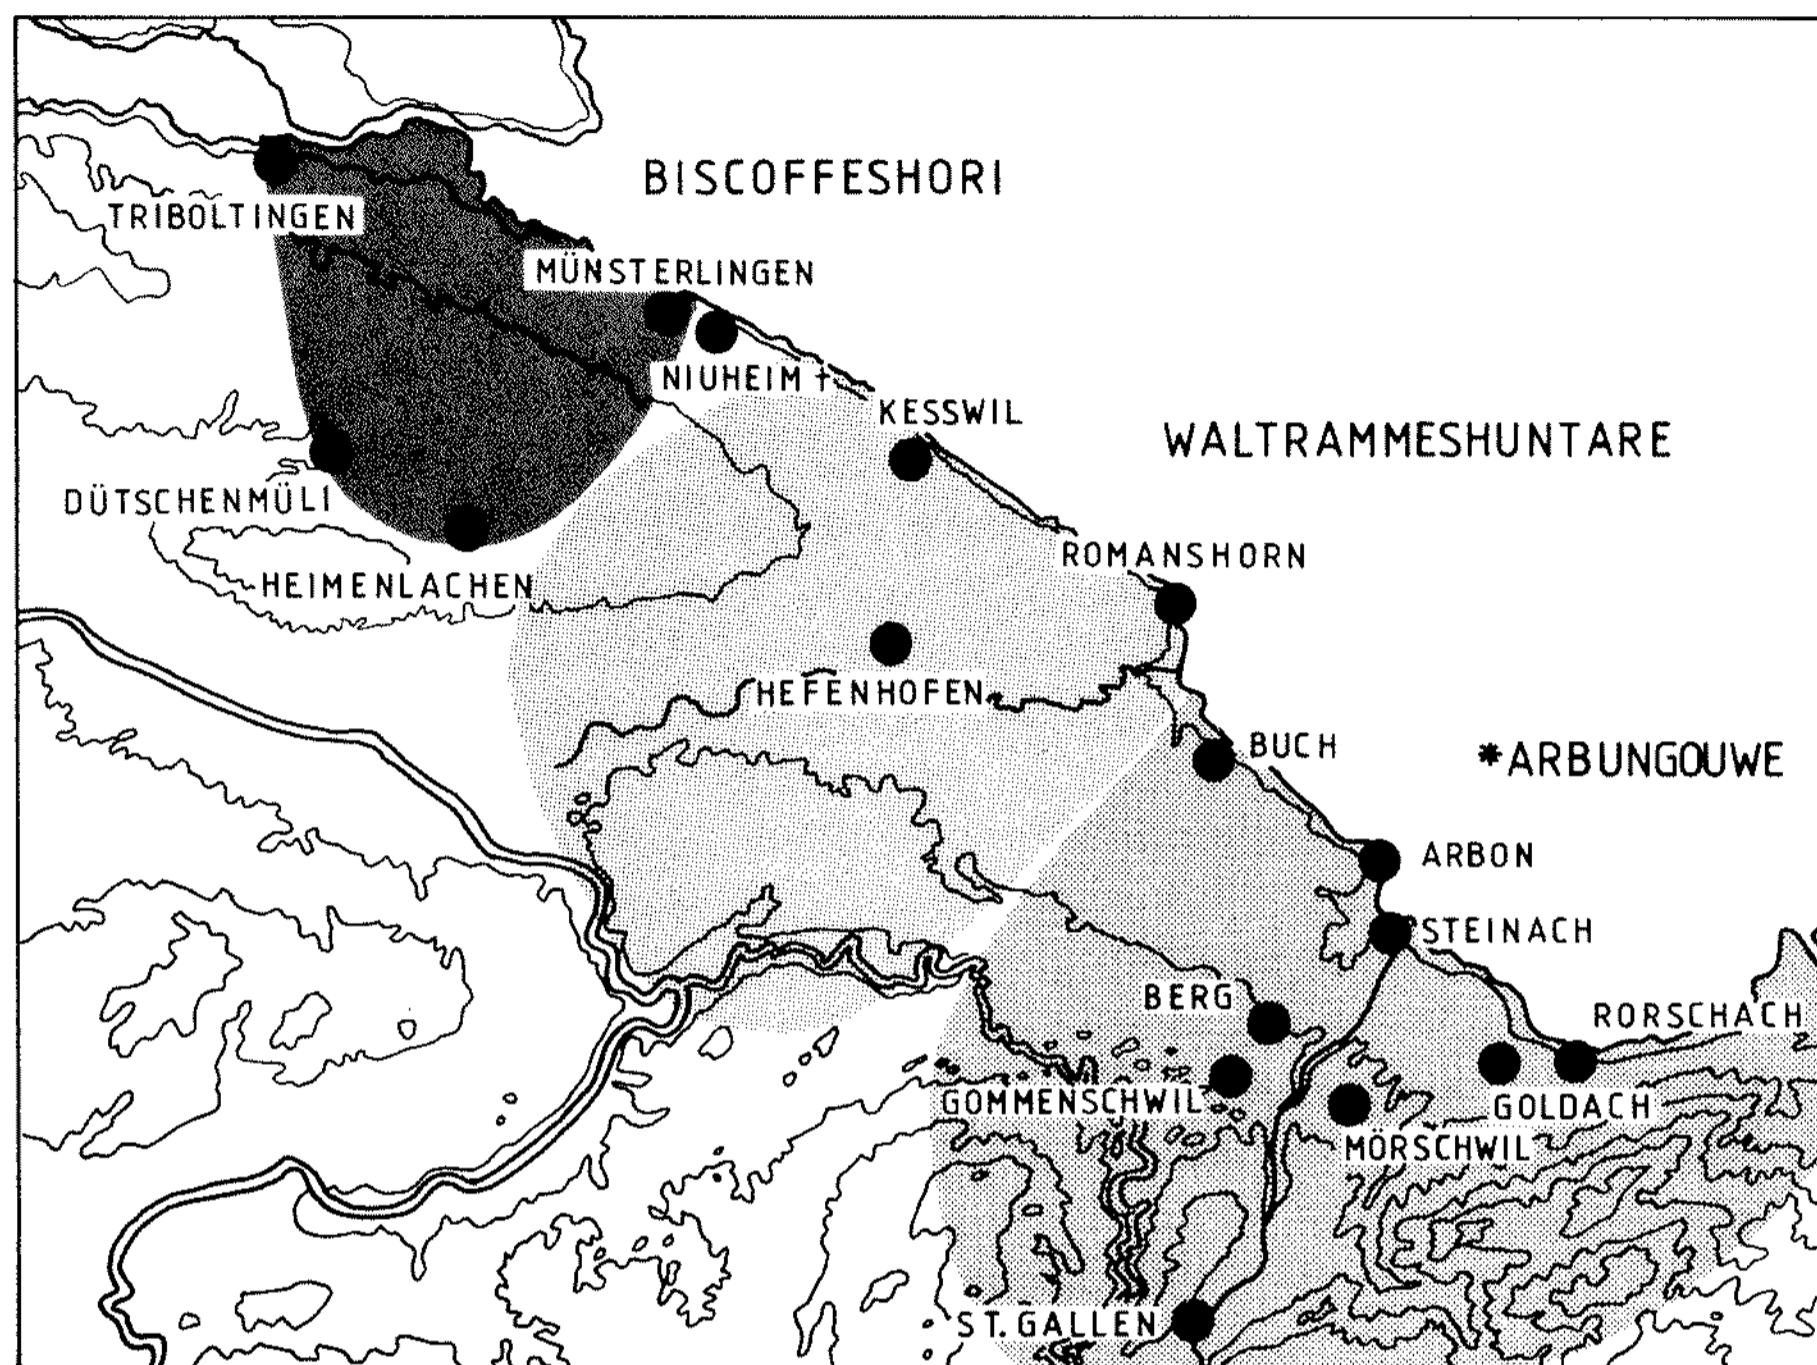 BISCOFFESHORI
TRIBOLTINGEN
MÜNSTERLINGEN
NIUHEIM †
KESSWIL
WALTRAMMESHUNTARE
DÜTSCHENMÜLI
ROMANSHORN
HEIMENLACHEN
HEFENHOFEN
BUCH
*ARBUNGOUWE
ARBON
STEINACH
BERG
RORSCHACH
GOMMENSCHWIL
GOLDACH
MÖRSCHWIL
ST. GALLEN